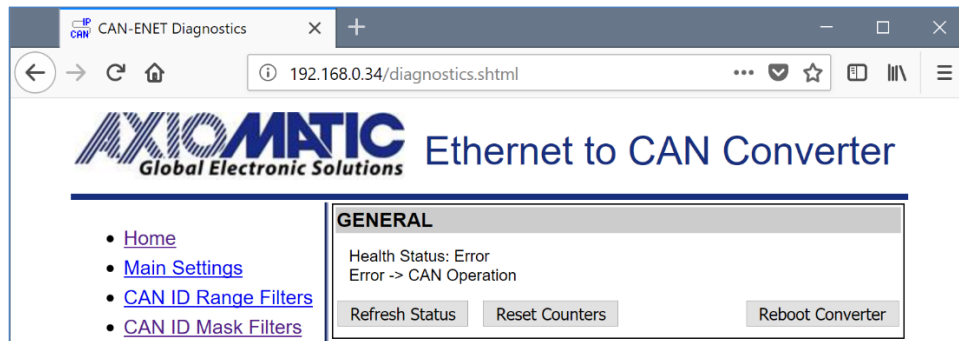 IP
CAN
CAN-ENET Diagnostics
192.168.0.34/diagnostics.shtml
AXIOMATIC
Global Electronic Solutions
Ethernet to CAN Converter
Home
Main Settings
CAN ID Range Filters
CAN ID Mask Filters
GENERAL
Health Status: Error
Error -> CAN Operation
Refresh Status Reset Counters Reboot Converter